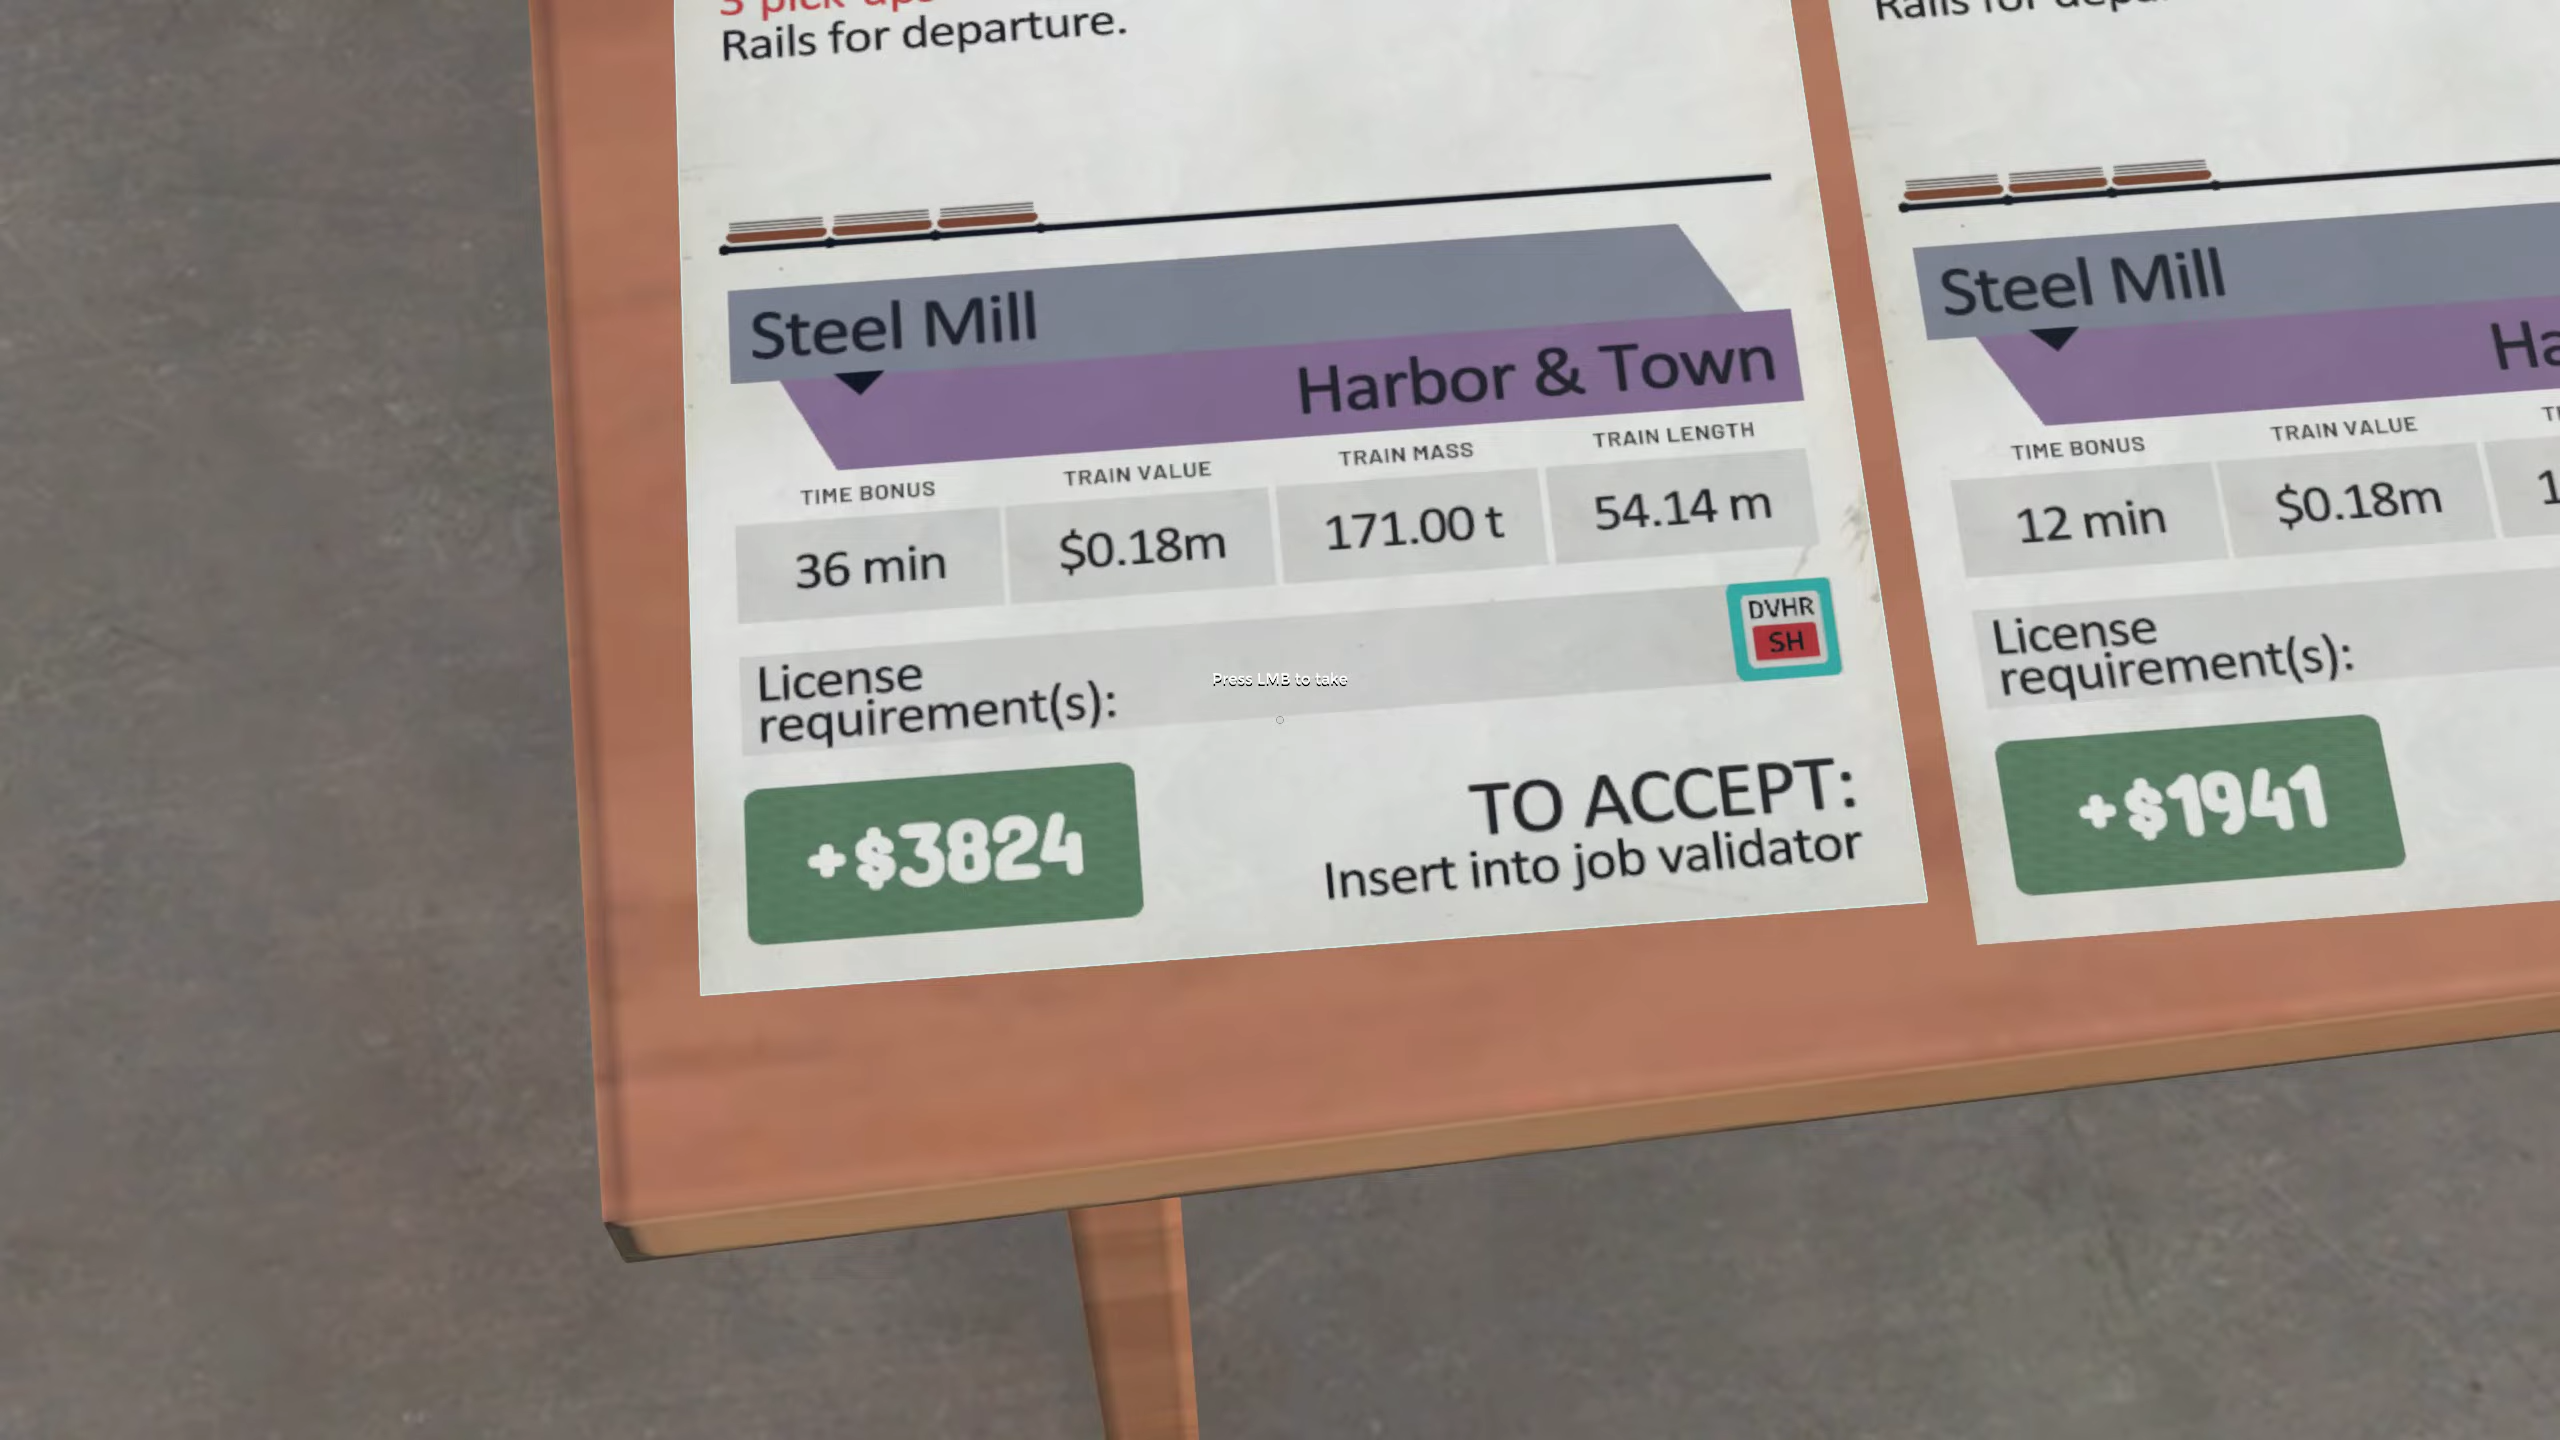 Rails for departure.
Steel Mill
Harbor & Town
TIME BONUS
TRAIN VALUE
TRAIN MASS
TRAIN LENGTH
36 min
$0.18m
171.00 t
54.14 m
License
requirement(s):
DVHR
SH
Press LMB to take
+$3824
TO ACCEPT:
Insert into job validator
Steel Mill
TIME BONUS
TRAIN VALUE
12 min
$0.18m
License
requirement(s):
+$1941